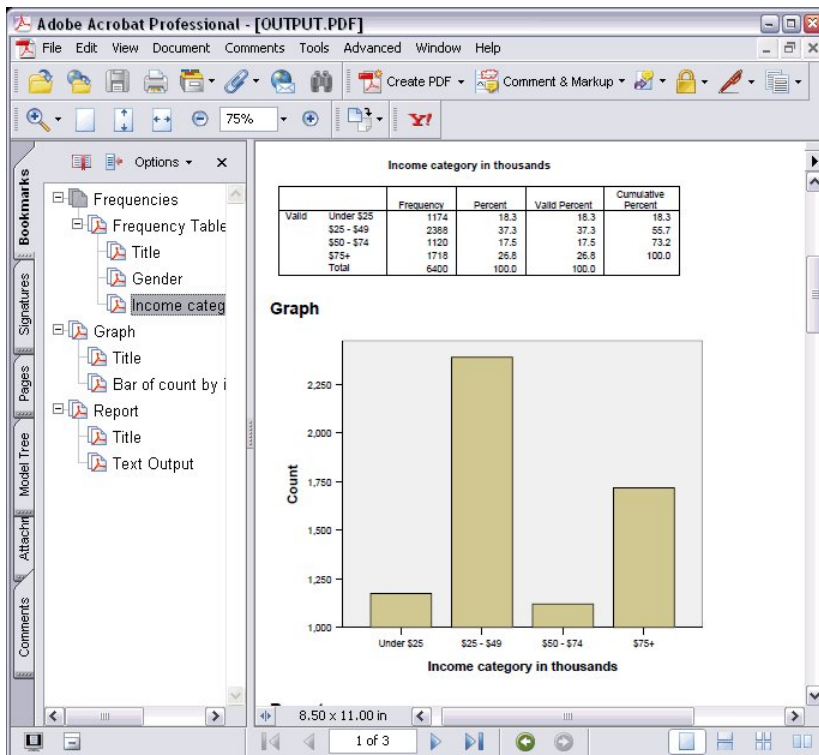 Adobe Acrobat Professional - [OUTPUT.PDF]
File Edit View Document Comments Tools Advanced Window Help
Create PDF Comment & Markup
75% Y!
Bookmarks
Signatures
Pages
Model Tree
Attachm
Comments
Options x
Frequencies
Frequency Table
Title
Gender
Income categ
Graph
Title
Bar of count by i
Report
Title
Text Output
Income category in thousands
Frequency Percent Valid Percent Cumulative Percent
Valid Under $25 1174 18.3 18.3 18.3
$25 - $49 2388 37.3 37.3 55.7
$50 - $74 1120 17.5 17.5 73.2
$75+ 1718 26.8 26.8 100.0
Total 6400 100.0 100.0
Graph
2,250
2,000
1,750
1,500
1,250
1,000
Count
Under $25 $25 - $49 $50 - $74 $75+
Income category in thousands
8.50 x 11.00 in
1 of 3